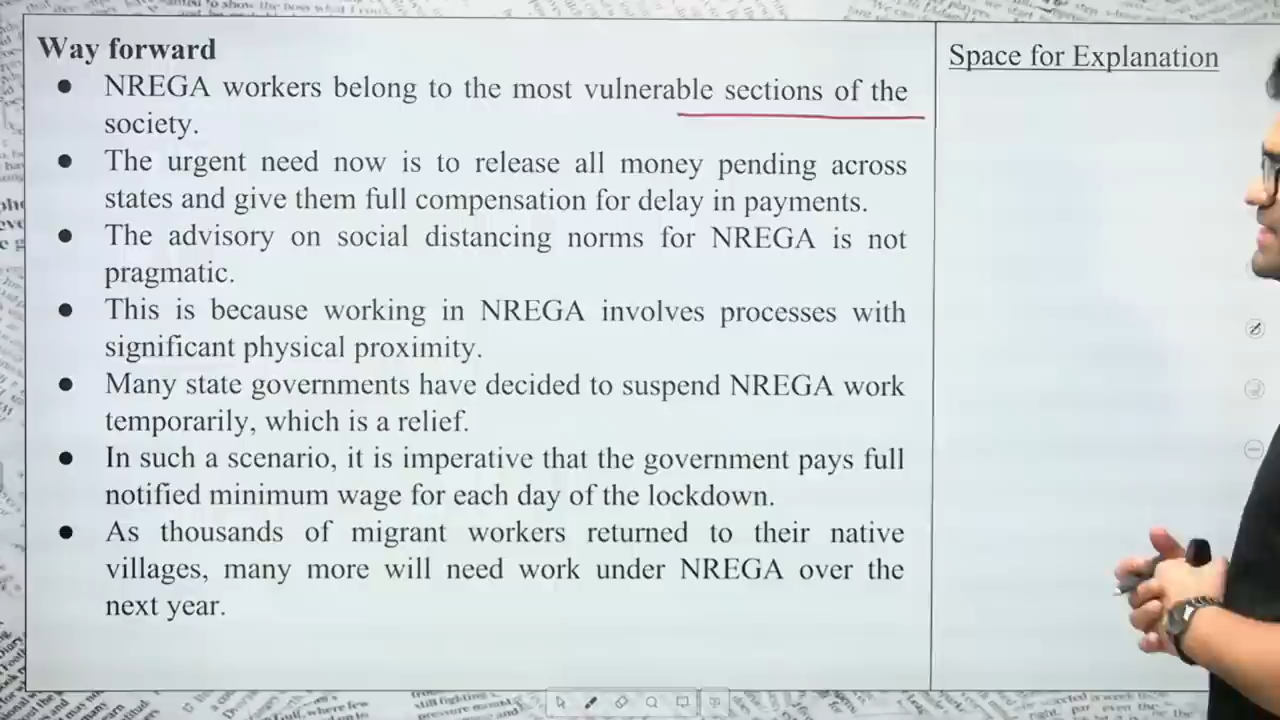 Way forward
● NREGA workers belong to the most vulnerable sections of the
society.
● The urgent need now is to release all money pending across
states and give them full compensation for delay in payments.
● The advisory on social distancing norms for NREGA is not
pragmatic.
● This is because working in NREGA involves processes with
significant physical proximity.
● Many state governments have decided to suspend NREGA work
temporarily, which is a relief.
● In such a scenario, it is imperative that the government pays full
notified minimum wage for each day of the lockdown.
● As thousands of migrant workers returned to their native
villages, many more will need work under NREGA over the
next year.
Space for Explanation